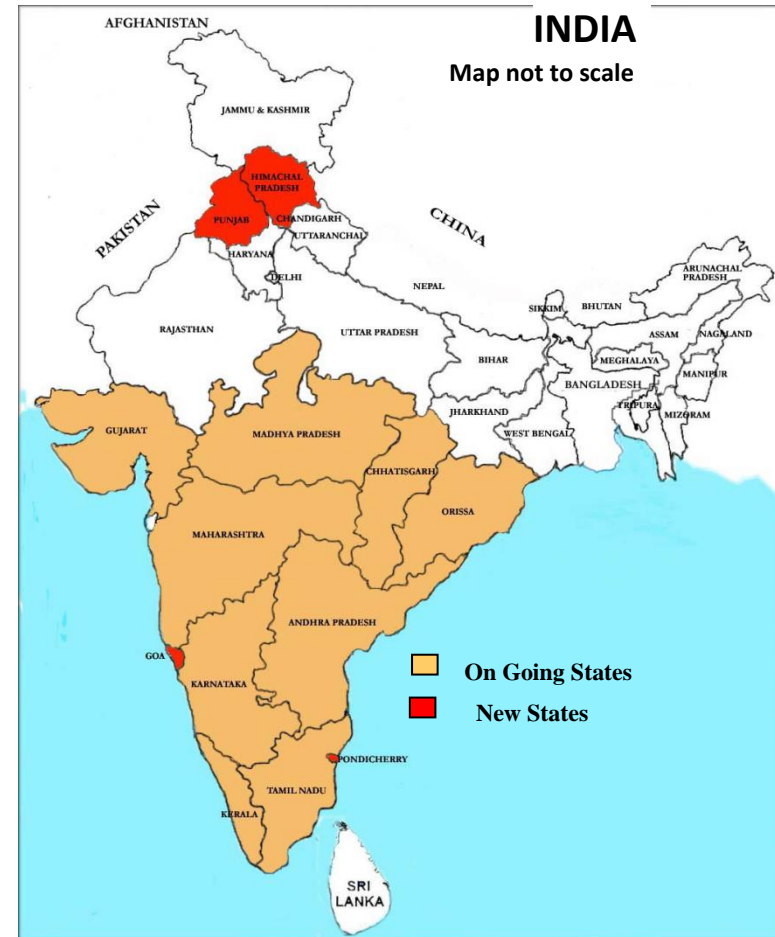 AFGHANISTAN
INDIA
Map not to scale
JAMMU & KASHMIR
HIMACHAL
PRADESH
PAKISTAN
PUNJAB
CHANDIGARH
CHINA
UTTARANCHAL
HARYANA
DELHI
NEPAL
ARUNACHAL
PRADESH
SIKKIM
BHUTAN
RAJASTHAN
UTTAR PRADESH
ASSAM
NAGALAND
BIHAR
MEGHALAYA
MANIPUR
BANGLADESH
JHARKHAND
TRIPURA
MIZORAM
GUJARAT
MADHYA PRADESH
WEST BENGAL
CHHATISGARH
ORISSA
MAHARASHTRA
ANDHRA PRADESH
GOA
KARNATAKA
On Going States
New States
PONDICHERRY
TAMIL NADU
KERALA
SRI
LANKA